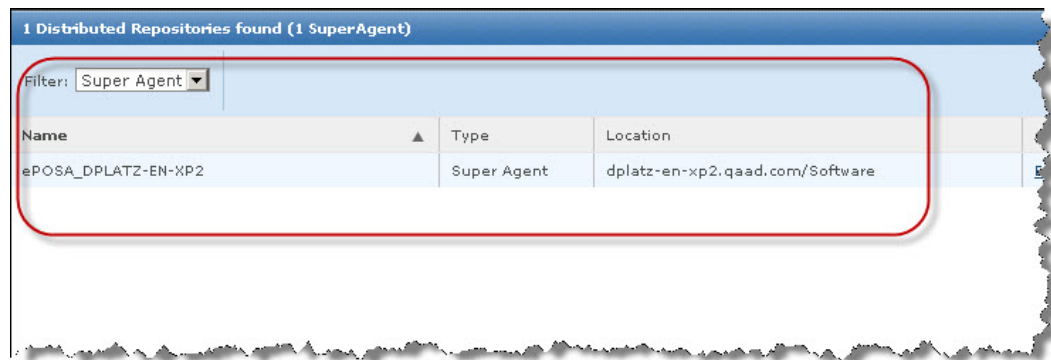 1 Distributed Repositories found (1 SuperAgent)
Filter: Super Agent
Name Type Location
ePOSA_DPLATZ-EN-XP2 Super Agent dplatz-en-xp2.qaad.com/Software